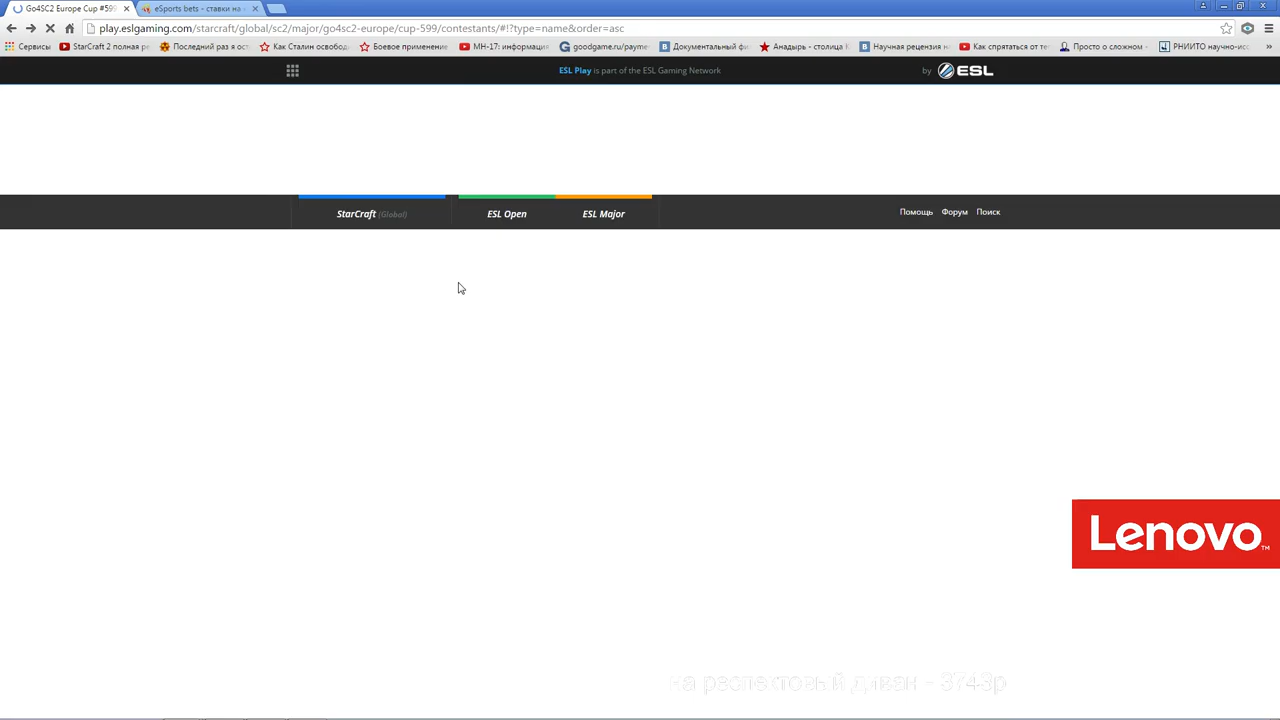 Go4SC2 Europe Cup #599
eSports bets - ставки на
play.eslgaming.com/starcraft/global/sc2/major/go4sc2-europe/cup-599/contestants/#!?type=name&order=asc
Сервисы
StarCraft 2 полная ре
Последний раз я ост
Как Сталин освобод
Боевое применение
МН-17: информация
goodgame.ru/payme
Документальный фи
Анадырь - столица
Научная рецензия н
Как спрятаться от те
Просто о сложном -
РНИИТО научно-исс
ESL Play is part of the ESL Gaming Network
by ESL
StarCraft (Global)
ESL Open
ESL Major
Помощь
Форум
Поиск
Lenovo™
на респектовый диван - 3743р